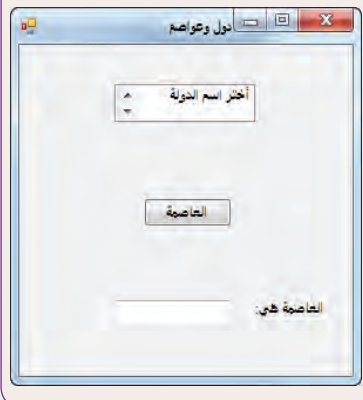 دول وعواصم
أختر اسم الدولة
العاصمة
العاصمة هي: